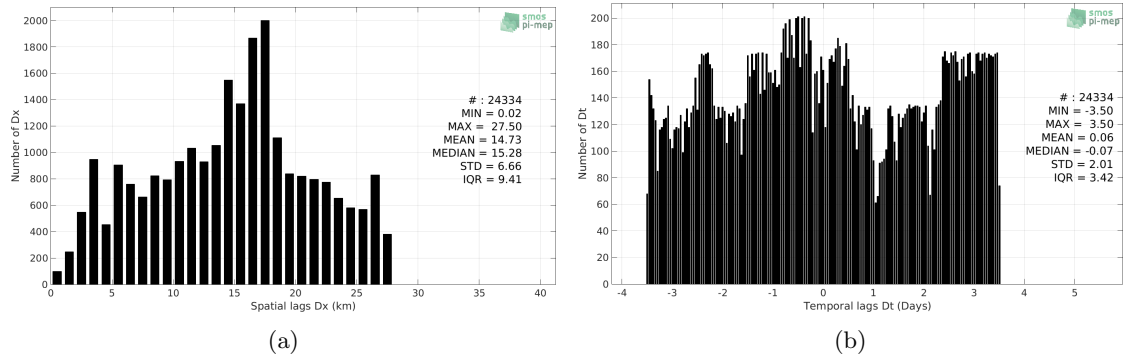 smos
pi-mep
2000
1800
1600
1400
1200
1000
800
600
400
200
0
Number of Dx
# : 24334
MIN = 0.02
MAX = 27.50
MEAN = 14.73
MEDIAN = 15.28
STD = 6.66
IQR = 9.41
0 5 10 15 20 25 30 35 40
Spatial lags Dx (km)
(a)
smos
pi-mep
200
180
160
140
120
100
80
60
40
20
0
Number of Dt
# : 24334
MIN = -3.50
MAX = 3.50
MEAN = 0.06
MEDIAN = -0.07
STD = 2.01
IQR = 3.42
-4 -3 -2 -1 0 1 2 3 4 5
Temporal lags Dt (Days)
(b)